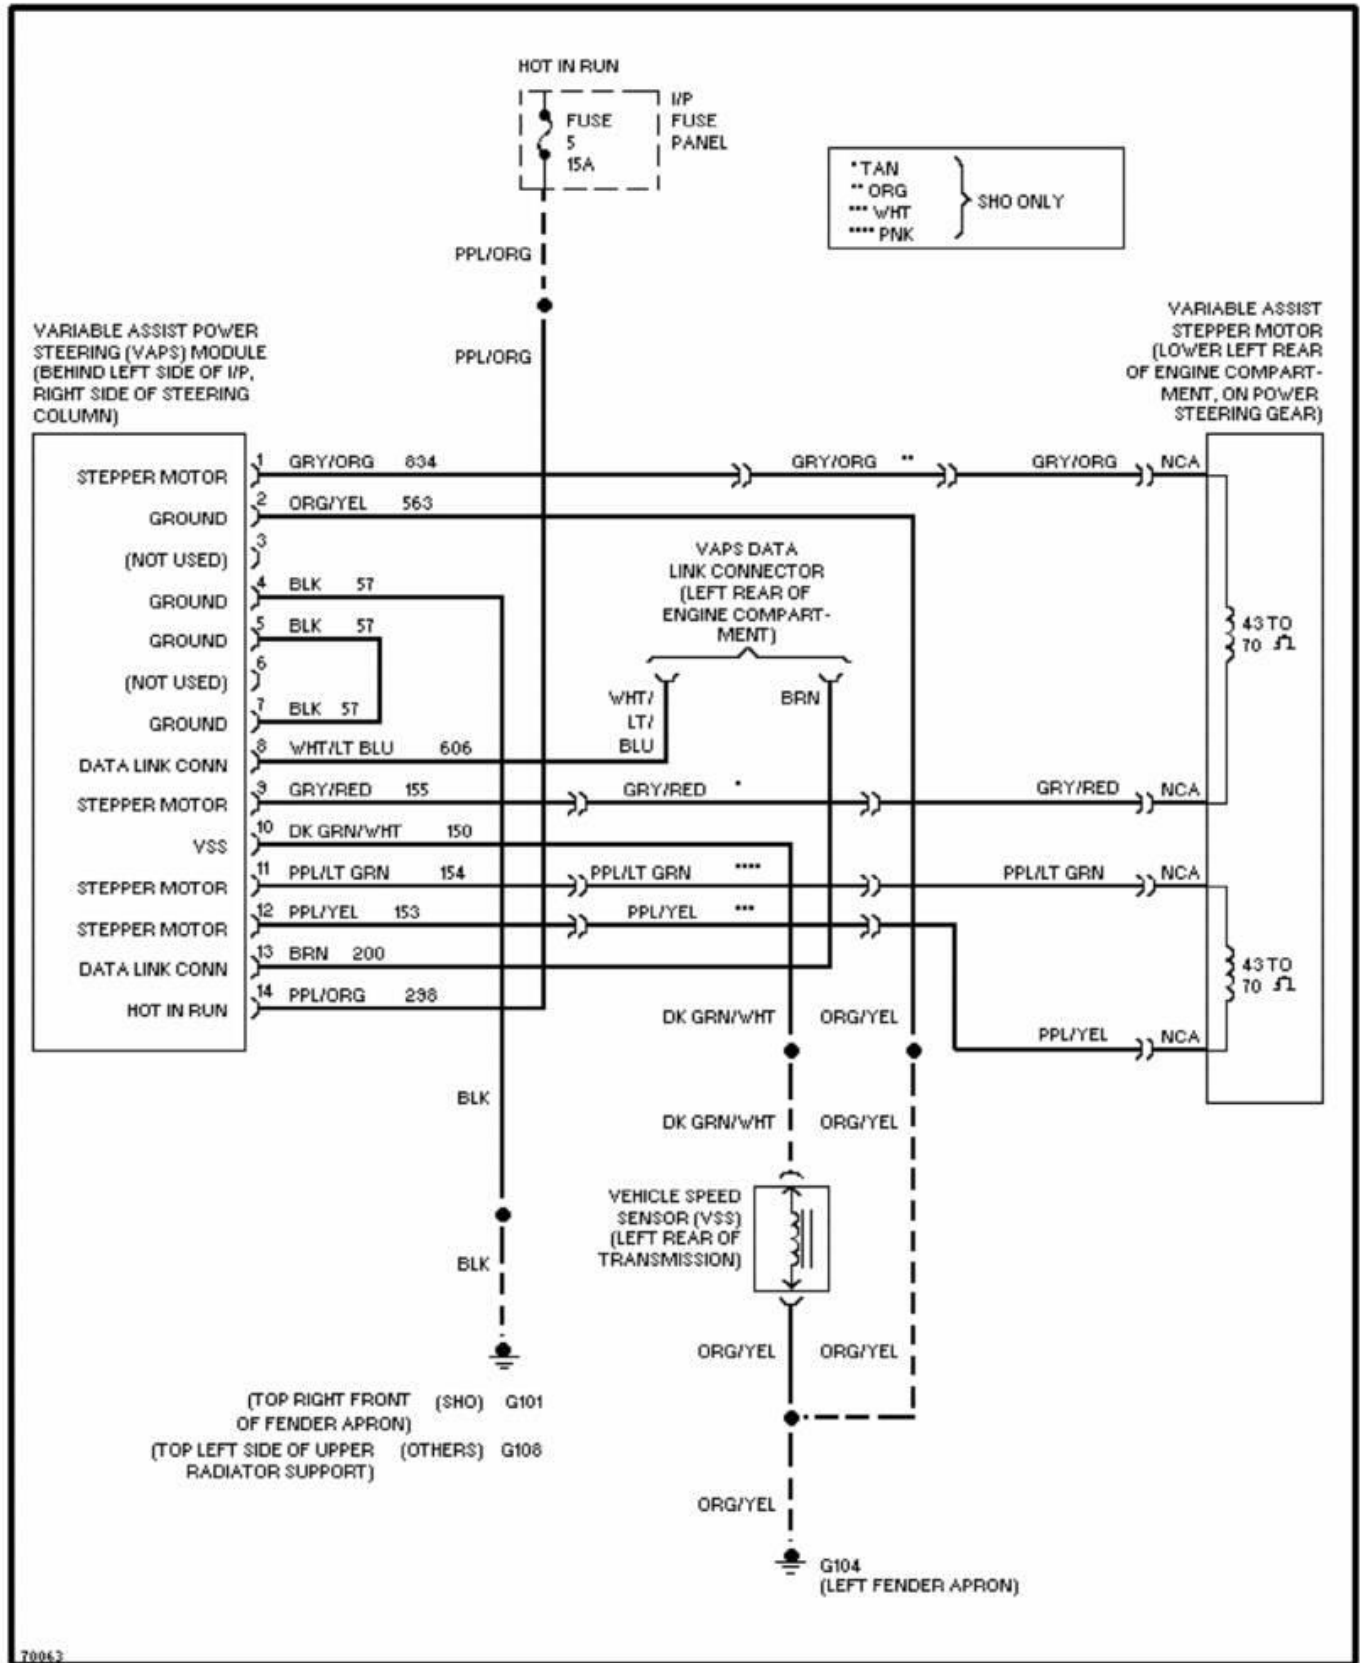 HOT IN RUN
I/P
FUSE
PANEL
FUSE
5
15A
* TAN
** ORG
*** WHT
**** PNK
SHO ONLY
PPL/ORG
PPL/ORG
VARIABLE ASSIST POWER
STEERING (VAPS) MODULE
(BEHIND LEFT SIDE OF I/P,
RIGHT SIDE OF STEERING
COLUMN)
VARIABLE ASSIST
STEPPER MOTOR
(LOWER LEFT REAR
OF ENGINE COMPART-
MENT, ON POWER
STEERING GEAR)
STEPPER MOTOR 1 GRY/ORG 834 GRY/ORG ** GRY/ORG NCA
GROUND 2 ORG/YEL 563
(NOT USED) 3
GROUND 4 BLK 57
GROUND 5 BLK 57
(NOT USED) 6
GROUND 7 BLK 57
VAPS DATA
LINK CONNECTOR
(LEFT REAR OF
ENGINE COMPART-
MENT)
WHT/
LT/
BLU
BRN
43 TO
70 Ω
DATA LINK CONN 8 WHT/LT BLU 606
STEPPER MOTOR 9 GRY/RED 155 GRY/RED * GRY/RED NCA
VSS 10 DK GRN/WHT 150
STEPPER MOTOR 11 PPL/LT GRN 154 PPL/LT GRN **** PPL/LT GRN NCA
STEPPER MOTOR 12 PPL/YEL 153 PPL/YEL ***
DATA LINK CONN 13 BRN 200
HOT IN RUN 14 PPL/ORG 298
43 TO
70 Ω
PPL/YEL NCA
DK GRN/WHT ORG/YEL
BLK
DK GRN/WHT ORG/YEL
VEHICLE SPEED
SENSOR (VSS)
(LEFT REAR OF
TRANSMISSION)
BLK
ORG/YEL ORG/YEL
(TOP RIGHT FRONT (SHO) G101
OF FENDER APRON)
(TOP LEFT SIDE OF UPPER (OTHERS) G108
RADIATOR SUPPORT)
ORG/YEL
G104
(LEFT FENDER APRON)
70063